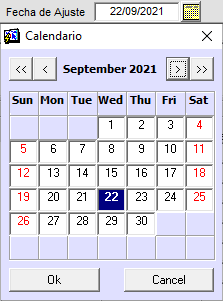 Fecha de Ajuste 22/09/2021
Calendario
<< < September 2021 > >>
Sun Mon Tue Wed Thu Fri Sat
1 2 3 4
5 6 7 8 9 10 11
12 13 14 15 16 17 18
19 20 21 22 23 24 25
26 27 28 29 30
Ok Cancel